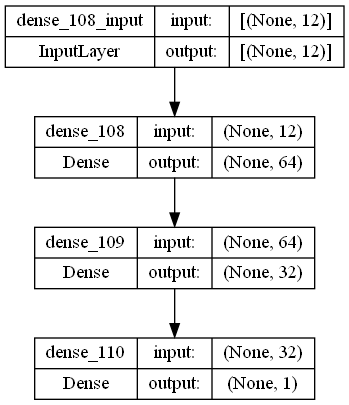 dense_108_input input: [(None, 12)]
InputLayer output: [(None, 12)]
dense_108 input: (None, 12)
Dense output: (None, 64)
dense_109 input: (None, 64)
Dense output: (None, 32)
dense_110 input: (None, 32)
Dense output: (None, 1)